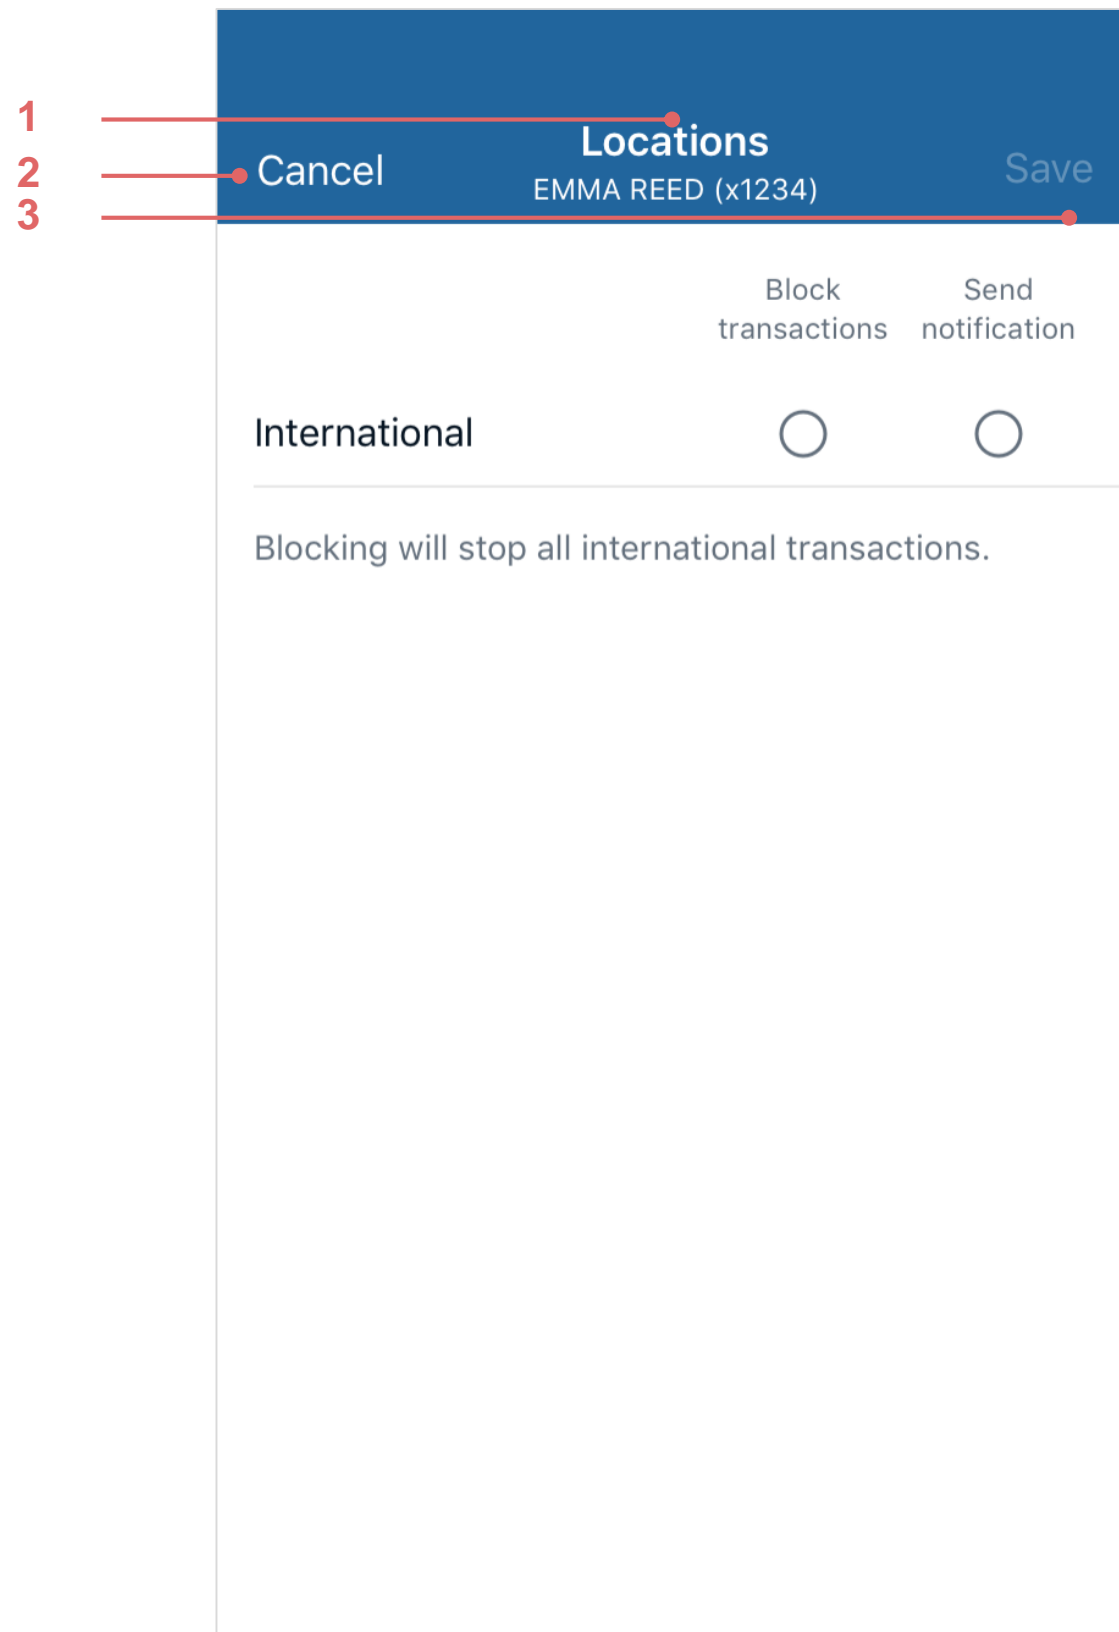 1
Locations
2
Cancel
Save
EMMA REED (x1234)
3
Block
transactions
Send
notification
International
Blocking will stop all international transactions.